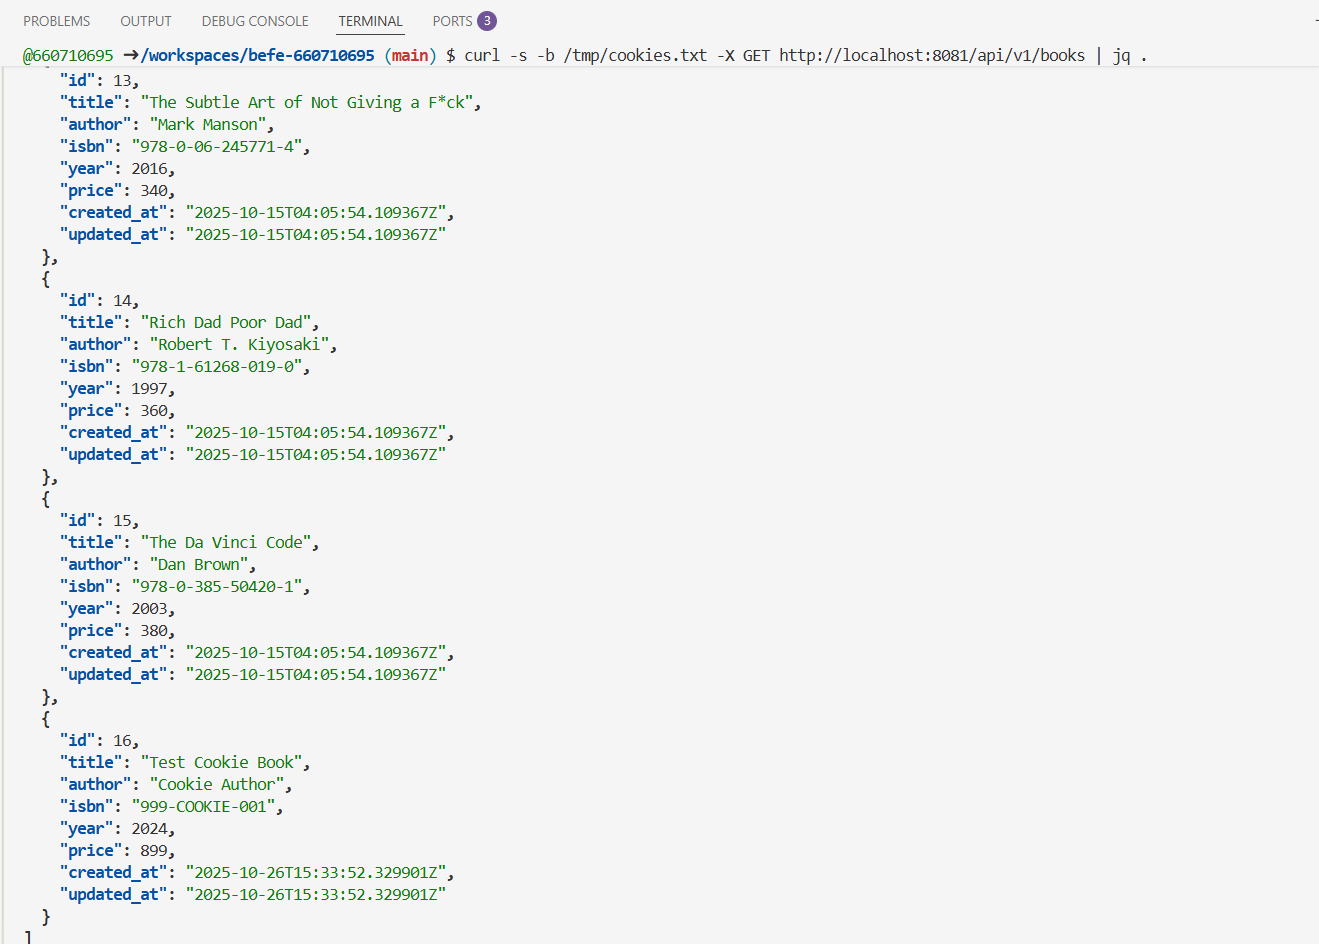 PROBLEMS OUTPUT DEBUG CONSOLE TERMINAL PORTS 3
@660710695 →/workspaces/befe-660710695 (main) $ curl -s -b /tmp/cookies.txt -X GET http://localhost:8081/api/v1/books | jq .
"id": 13,
"title": "The Subtle Art of Not Giving a F*ck",
"author": "Mark Manson",
"isbn": "978-0-06-245771-4",
"year": 2016,
"price": 340,
"created_at": "2025-10-15T04:05:54.109367Z",
"updated_at": "2025-10-15T04:05:54.109367Z"
},
{
"id": 14,
"title": "Rich Dad Poor Dad",
"author": "Robert T. Kiyosaki",
"isbn": "978-1-61268-019-0",
"year": 1997,
"price": 360,
"created_at": "2025-10-15T04:05:54.109367Z",
"updated_at": "2025-10-15T04:05:54.109367Z"
},
{
"id": 15,
"title": "The Da Vinci Code",
"author": "Dan Brown",
"isbn": "978-0-385-50420-1",
"year": 2003,
"price": 380,
"created_at": "2025-10-15T04:05:54.109367Z",
"updated_at": "2025-10-15T04:05:54.109367Z"
},
{
"id": 16,
"title": "Test Cookie Book",
"author": "Cookie Author",
"isbn": "999-COOKIE-001",
"year": 2024,
"price": 899,
"created_at": "2025-10-26T15:33:52.329901Z",
"updated_at": "2025-10-26T15:33:52.329901Z"
}
]